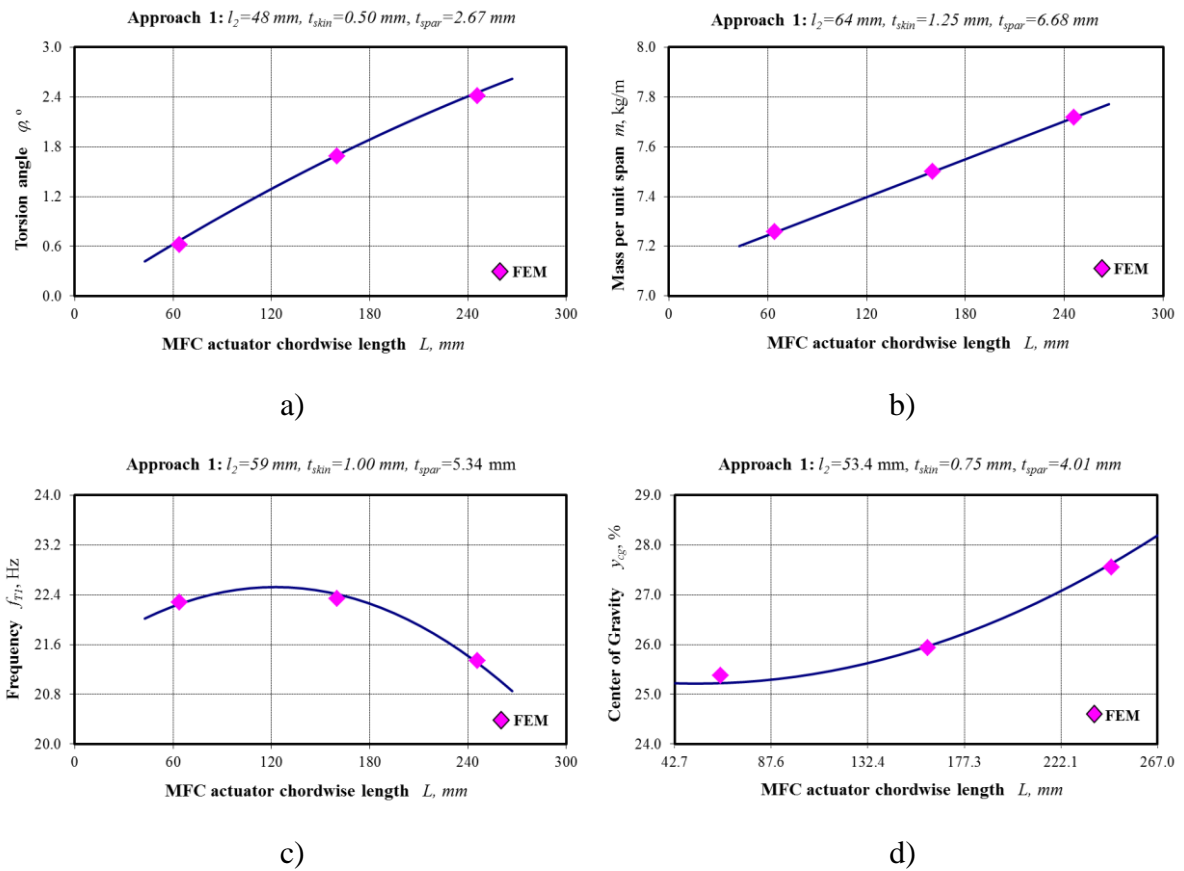 Approach 1: l2=48 mm, tskin=0.50 mm, tspar=2.67 mm
3.0
2.4
1.8
1.2
0.6
0.0
Torsion angle φ, º
FEM
0 60 120 180 240 300
MFC actuator chordwise length L, mm
a)
Approach 1: l2=64 mm, tskin=1.25 mm, tspar=6.68 mm
8.0
7.8
7.6
7.4
7.2
7.0
Mass per unit span m, kg/m
FEM
0 60 120 180 240 300
MFC actuator chordwise length L, mm
b)
Approach 1: l2=59 mm, tskin=1.00 mm, tspar=5.34 mm
24.0
23.2
22.4
21.6
20.8
20.0
Frequency fT1, Hz
FEM
0 60 120 180 240 300
MFC actuator chordwise length L, mm
c)
Approach 1: l2=53.4 mm, tskin=0.75 mm, tspar=4.01 mm
29.0
28.0
27.0
26.0
25.0
24.0
Center of Gravity ycg, %
FEM
42.7 87.6 132.4 177.3 222.1 267.0
MFC actuator chordwise length L, mm
d)